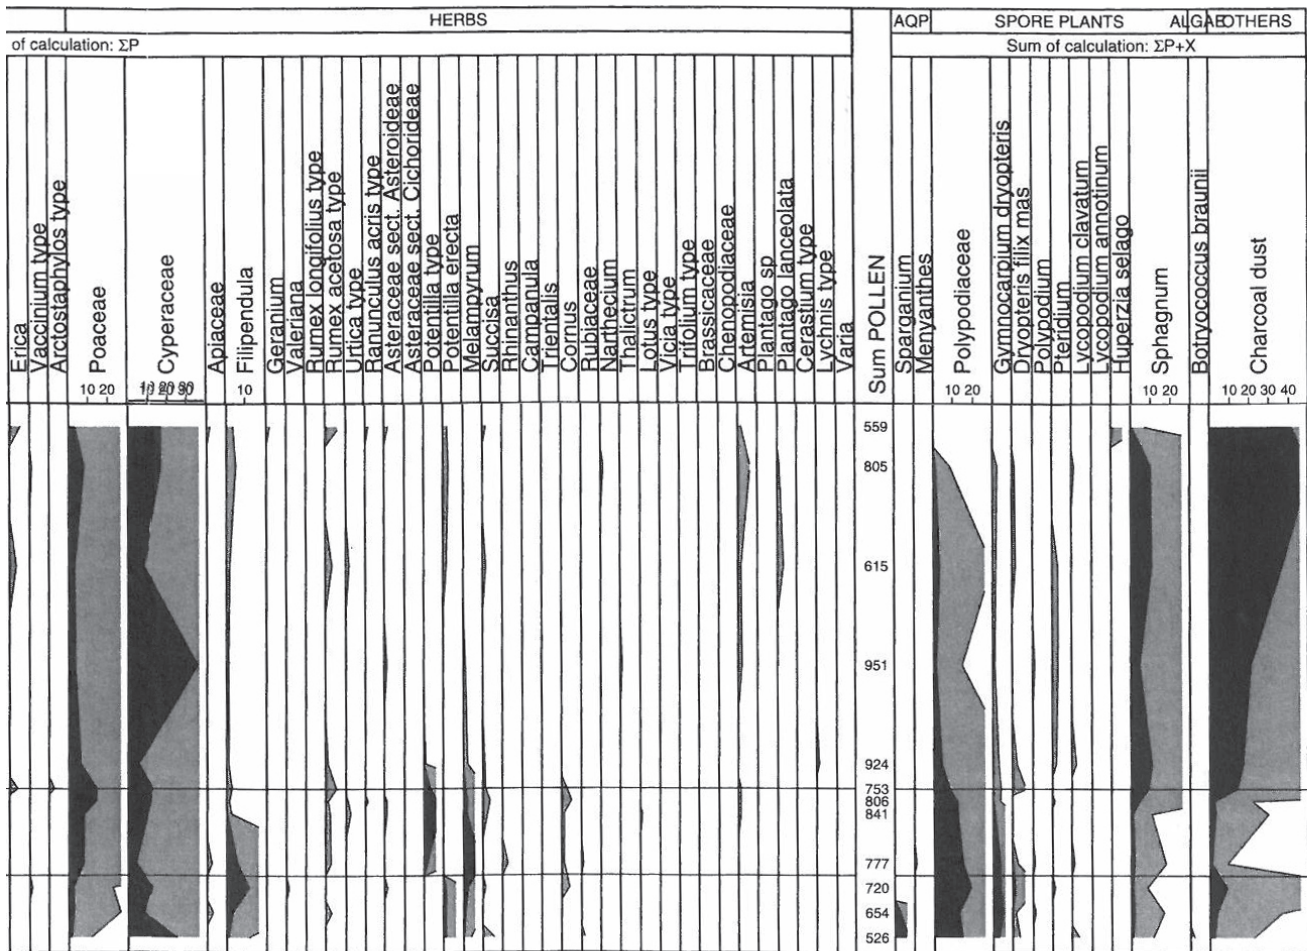 HERBS AQP SPORE PLANTS ALGAE OTHERS
of calculation: ΣP Sum of calculation: ΣP+X
Erica
Vaccinium type
Arctostaphylos type
Poaceae
Cyperaceae
Apiaceae
Filipendula
Geranium
Valeriana
Rumex longifolius type
Rumex acetosa type
Urtica type
Ranunculus acris type
Asteraceae sect. Asteroideae
Asteraceae sect. Cichorideae
Potentilla type
Potentilla erecta
Melampyrum
Succisa
Rhinanthus
Campanula
Trientalis
Cornus
Rubiaceae
Narthecium
Thalictrum
Lotus type
Vicia type
Trifolium type
Brassicaceae
Chenopodiaceae
Artemisia
Plantago sp
Plantago lanceolata
Cerastium type
Lychnis type
Varia
Sum POLLEN
Sparganium
Menyanthes
Polypodiaceae
Gymnocarpium dryopteris
Dryopteris filix mas
Polypodium
Pteridium
Lycopodium clavatum
Lycopodium annotinum
Huperzia selago
Sphagnum
Botryococcus braunii
Charcoal dust
10 20 10 10 20 10 20 10 20 30 40
559
805
615
951
924
753
806
841
777
720
654
526